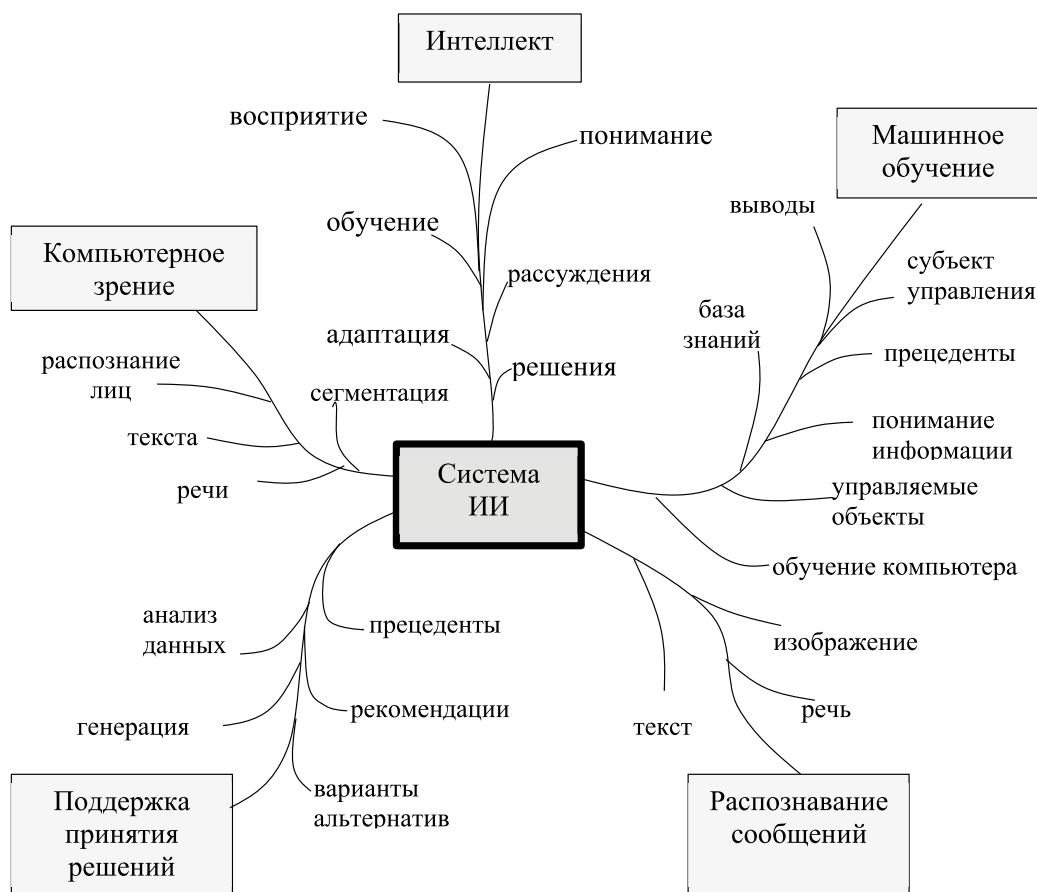 Интеллект
восприятие
понимание
обучение
рассуждения
адаптация
решения
Машинное
обучение
выводы
субъект
управления
база
знаний
прецеденты
понимание
информации
управляемые
объекты
обучение компьютера
Компьютерное
зрение
распознание
лиц
сегментация
текста
речи
Система
ИИ
анализ
данных
прецеденты
генерация
рекомендации
варианты
альтернатив
Поддержка
принятия
решений
изображение
речь
текст
Распознавание
сообщений